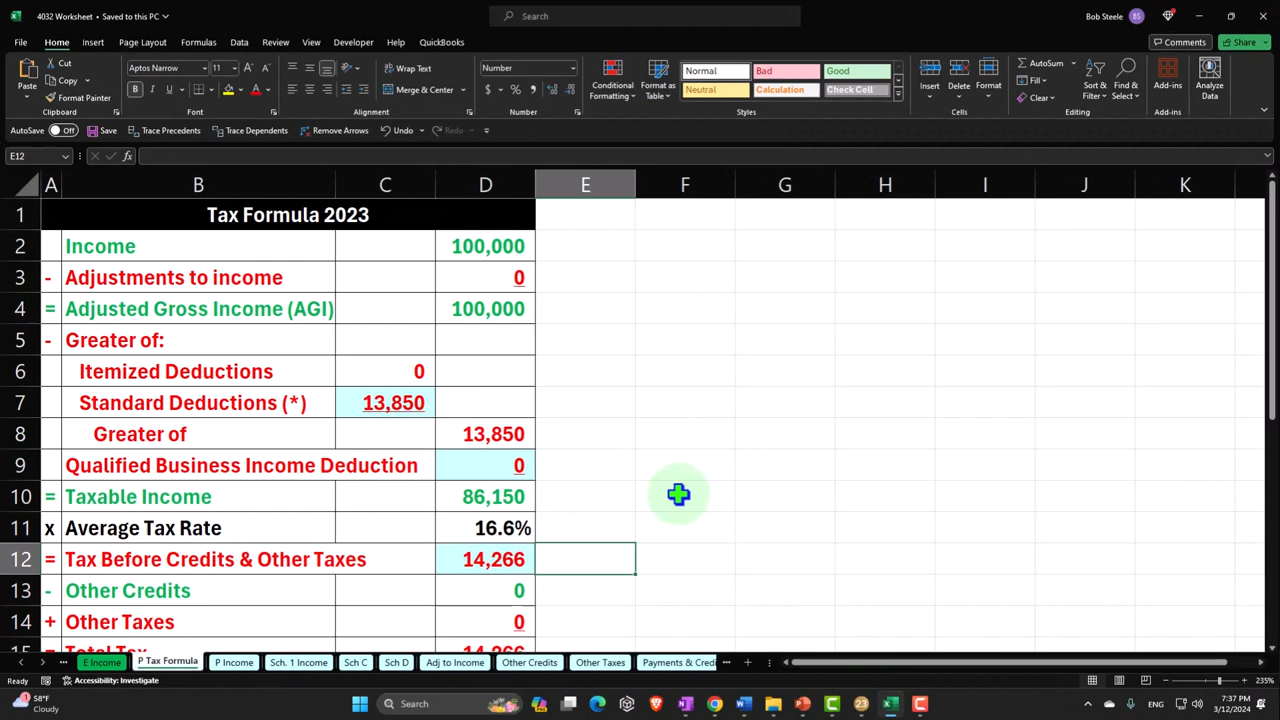 4032 Worksheet • Saved to this PC
Search
Bob Steele BS
File Home Insert Page Layout Formulas Data Review View Developer Help QuickBooks
Comments Share
Paste
Cut
Copy
Format Painter
Clipboard
Aptos Narrow 11
B I U
Font
Wrap Text
Merge & Center
Alignment
Number
$ % ,
Number
Conditional Formatting
Format as Table
Normal Bad Good
Neutral Calculation Check Cell
Styles
Insert Delete Format
Cells
AutoSum
Fill
Clear
Sort & Filter
Find & Select
Editing
Add-ins
Add-ins
Analyze Data
AutoSave Off Save Trace Precedents Trace Dependents Remove Arrows Undo Redo
E12 fx
A B C D E F G H I J K
1 Tax Formula 2023
2 Income 100,000
3 - Adjustments to income 0
4 = Adjusted Gross Income (AGI) 100,000
5 - Greater of:
6 Itemized Deductions 0
7 Standard Deductions (*) 13,850
8 Greater of 13,850
9 Qualified Business Income Deduction 0
10 = Taxable Income 86,150
11 x Average Tax Rate 16.6%
12 = Tax Before Credits & Other Taxes 14,266
13 - Other Credits 0
14 + Other Taxes 0
15 = Total Tax 14,266
E Income P Tax Formula P Income Sch. 1 Income Sch C Sch D Adj to Income Other Credits Other Taxes Payments & Credi
Ready Accessibility: Investigate 235%
1 58°F
Cloudy
Search
23
ENG
7:37 PM
3/12/2024